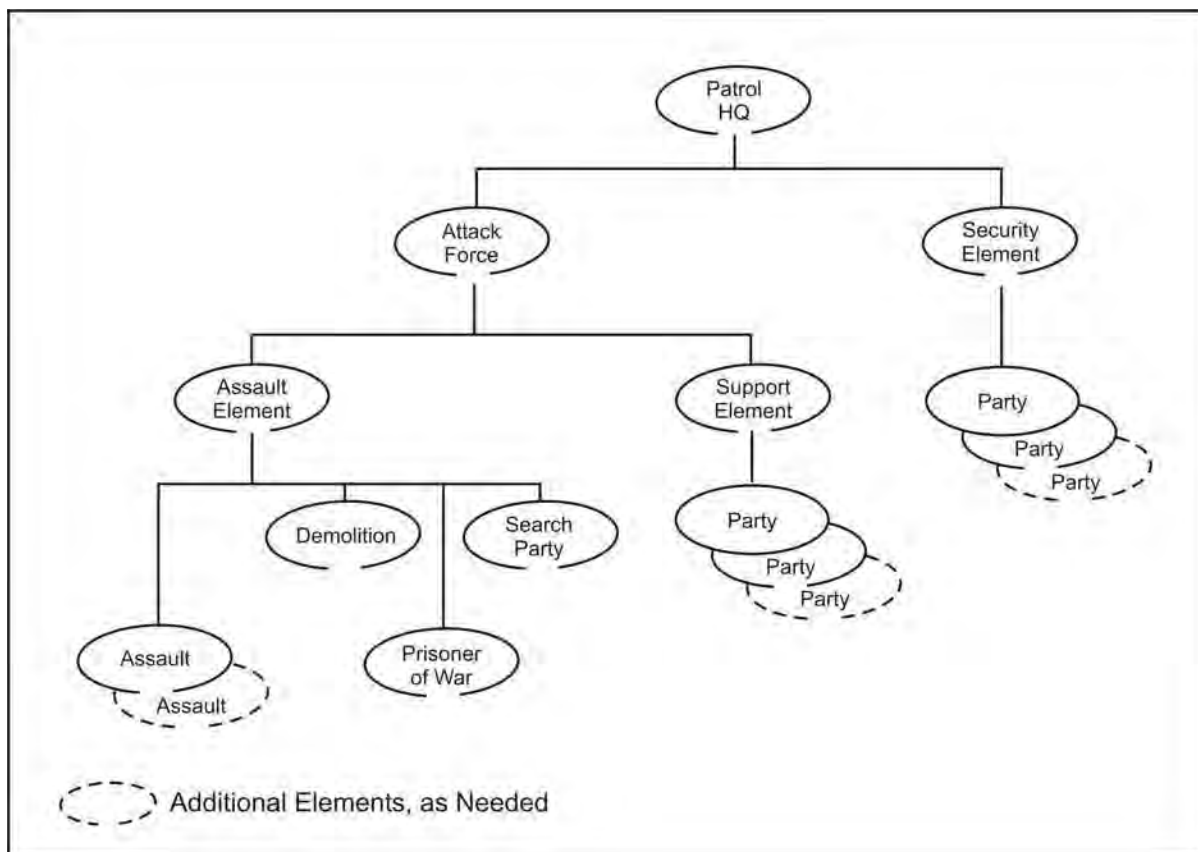 Patrol
HQ
Attack
Force
Security
Element
Assault
Element
Support
Element
Party
Party
Party
Demolition
Search
Party
Party
Party
Party
Assault
Assault
Prisoner
of War
Additional Elements, as Needed